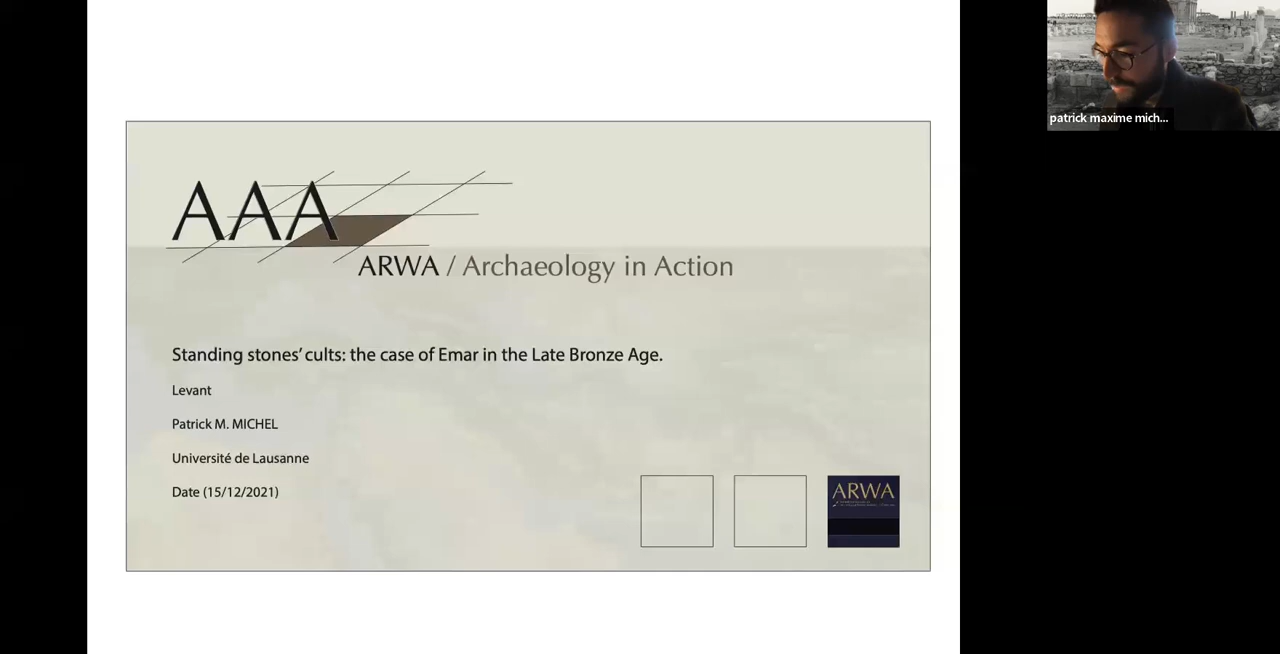 AAA
ARWA / Archaeology in Action
Standing stones' cults: the case of Emar in the Late Bronze Age.
Levant
Patrick M. MICHEL
Université de Lausanne
Date (15/12/2021)
ARWA
patrick maxime mich...